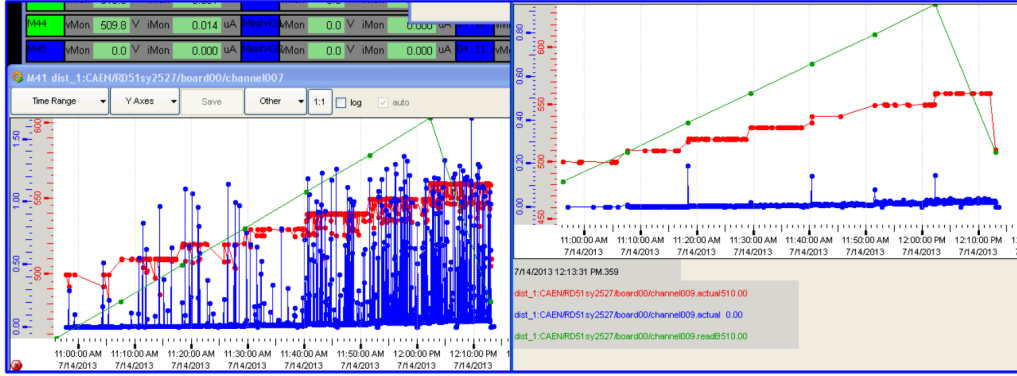 M44 vMon 509.8 V iMon 0.014 uA vMon 0.0 V iMon 0.000 uA
M45 vMon 0.0 V iMon 0.000 uA vMon 0.0 V iMon 0.000 uA
M41 dist_1:CAEN/RD51sy2527/board00/channel007
Time Range Y Axes Save Other 1:1 log auto
1.50
1.00
0.50
0.00
600
550
500
11:00:00 AM 11:10:00 AM 11:20:00 AM 11:30:00 AM 11:40:00 AM 11:50:00 AM 12:00:00 PM 12:10:00 PM 1
7/14/2013 7/14/2013 7/14/2013 7/14/2013 7/14/2013 7/14/2013 7/14/2013 7/14/2013 7
0.80
0.60
0.40
0.20
0.00
600
550
500
450
11:00:00 AM 11:10:00 AM 11:20:00 AM 11:30:00 AM 11:40:00 AM 11:50:00 AM 12:00:00 PM 12:10:00 PM 1
7/14/2013 7/14/2013 7/14/2013 7/14/2013 7/14/2013 7/14/2013 7/14/2013 7/14/2013 7
7/14/2013 12:13:31 PM.359
dist_1:CAEN/RD51sy2527/board00/channel009.actual510.00
dist_1:CAEN/RD51sy2527/board00/channel009.actual 0.00
dist_1:CAEN/RD51sy2527/board00/channel009.readB510.00